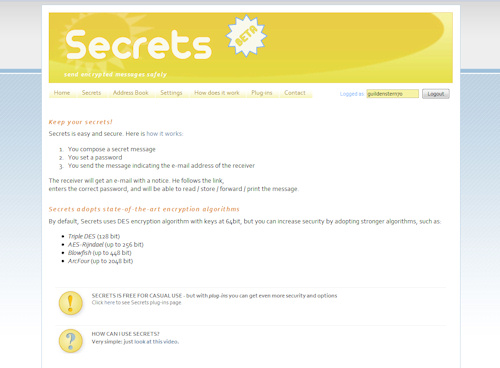 Secrets
BETA
send encrypted messages safely
Home Secrets Address Book Settings How does it work Plug-ins Contact
Logged as: guildenstern70 Logout
Keep your secrets!
Secrets is easy and secure. Here is how it works:
1. You compose a secret message
2. You set a password
3. You send the message indicating the e-mail address of the receiver
The receiver will get an e-mail with a notice. He follows the link,
enters the correct password, and will be able to read / store / forward / print the message.
Secrets adopts state-of-the-art encryption algorithms
By default, Secrets uses DES encryption algorithm with keys at 64bit, but you can increase security by adopting stronger algorithms, such as:
• Triple DES (128 bit)
• AES-Rijndael (up to 256 bit)
• Blowfish (up to 448 bit)
• ArcFour (up to 2048 bit)
SECRETS IS FREE FOR CASUAL USE - but with plug-ins you can get even more security and options
Click here to see Secrets plug-ins page
HOW CAN I USE SECRETS?
Very simple: just look at this video.